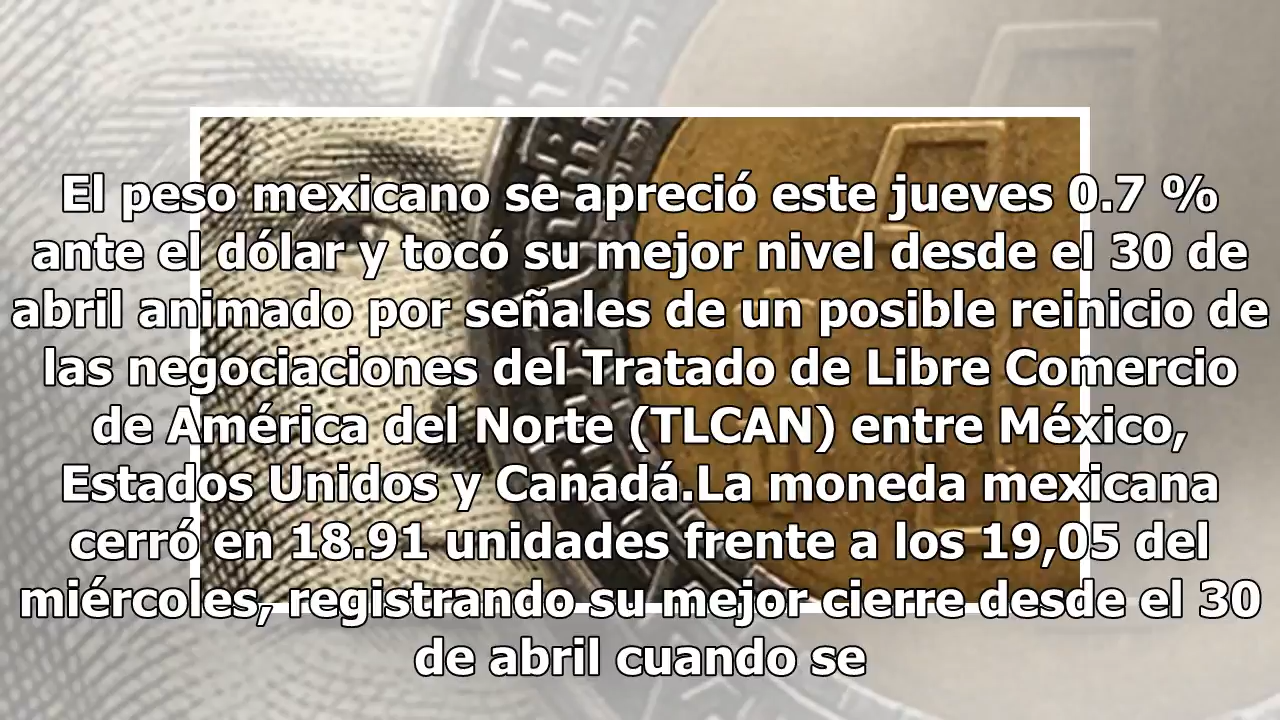 El peso mexicano se apreció este jueves 0.7 %
ante el dólar y tocó su mejor nivel desde el 30 de
abril animado por señales de un posible reinicio de
las negociaciones del Tratado de Libre Comercio
de América del Norte (TLCAN) entre México,
Estados Unidos y Canadá.La moneda mexicana
cerró en 18.91 unidades frente a los 19,05 del
miércoles, registrando su mejor cierre desde el 30
de abril cuando se